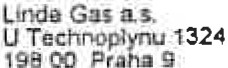 Linde Gas a.s.
U Technoplynu 1324
198 00 Praha 9